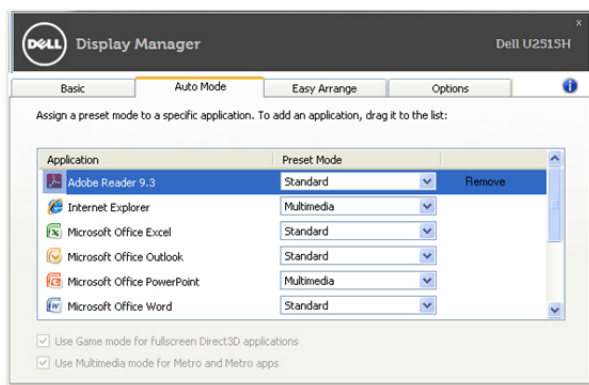 x
DELL Display Manager Dell U2515H
Basic Auto Mode Easy Arrange Options i
Assign a preset mode to a specific application. To add an application, drag it to the list:
Application Preset Mode
Adobe Reader 9.3 Standard Remove
Internet Explorer Multimedia
Microsoft Office Excel Standard
Microsoft Office Outlook Standard
Microsoft Office PowerPoint Multimedia
Microsoft Office Word Standard
Use Game mode for fullscreen Direct3D applications
Use Multimedia mode for Metro and Metro apps